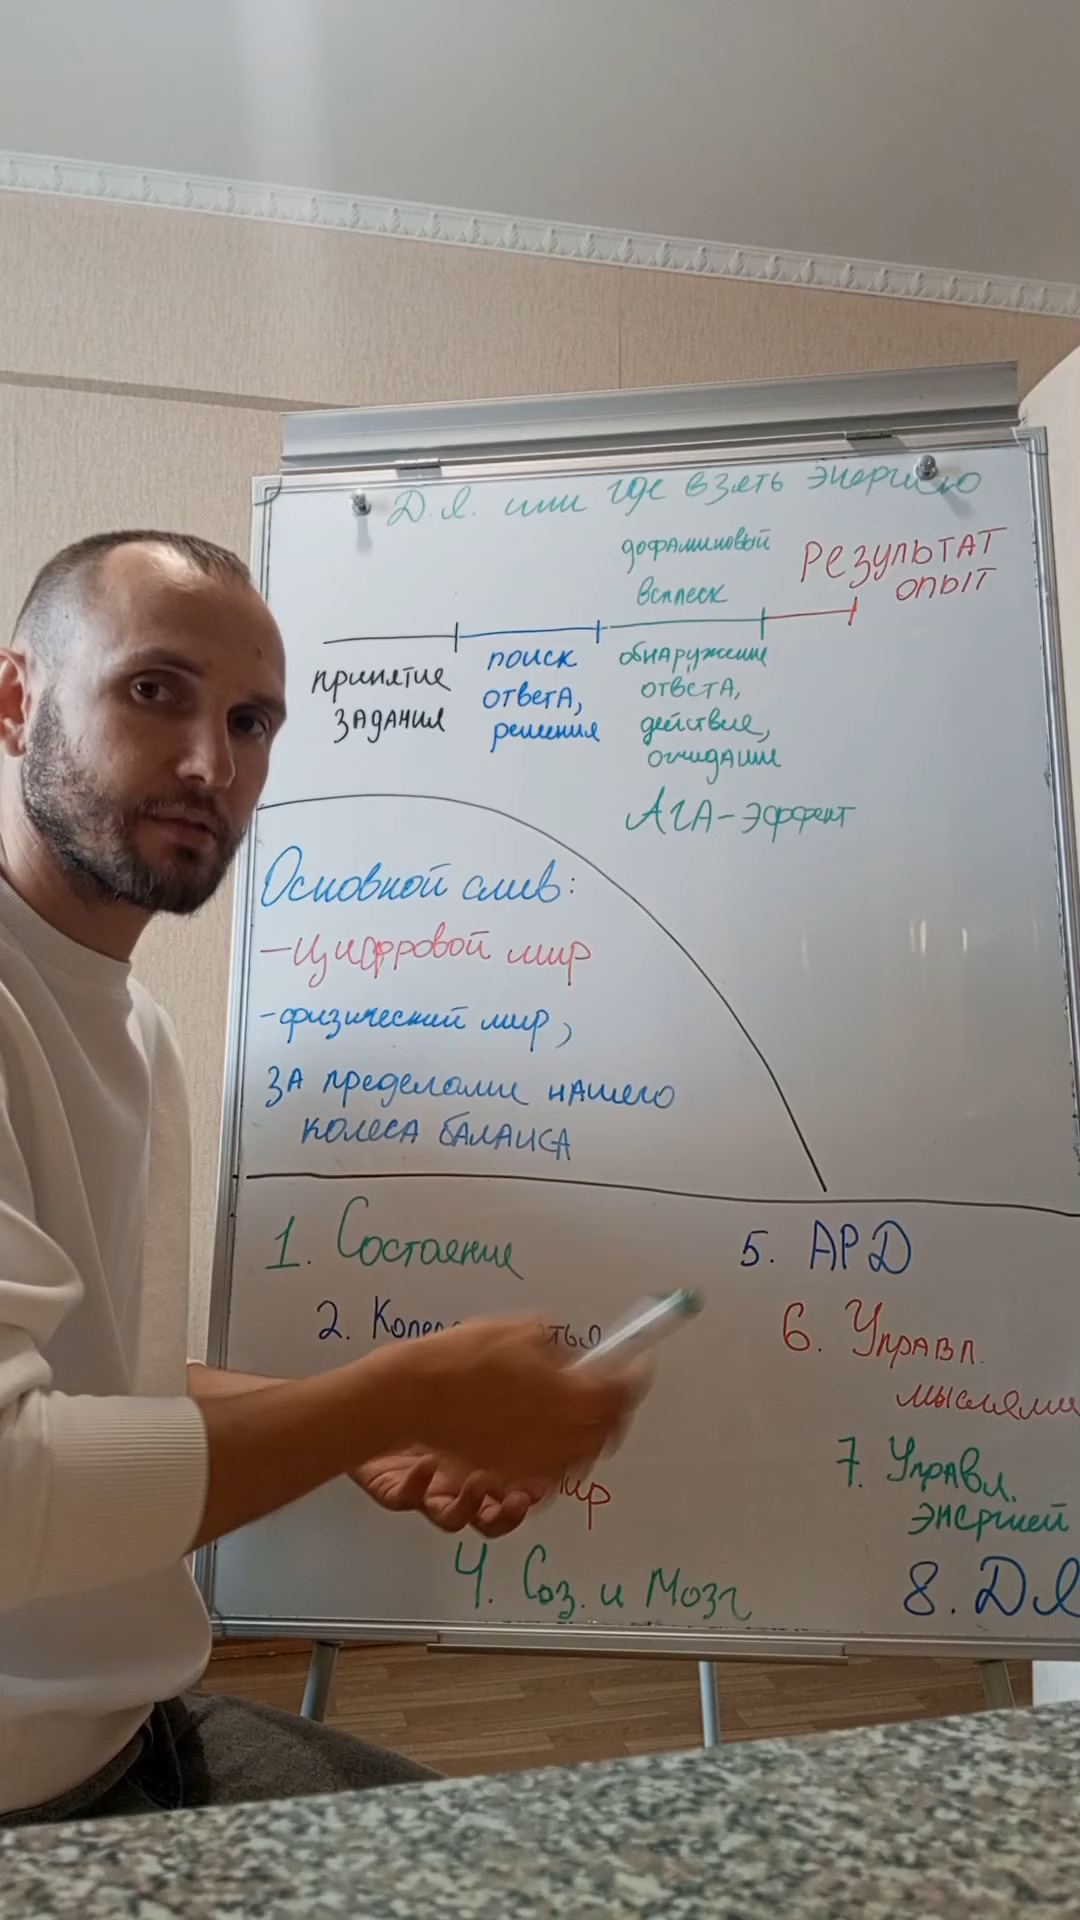 Д.Я. или где взять энергию
дофаминовый
всплеск
РЕЗУЛЬТАТ
ОПЫТ
принятие
задания
поиск
ответа,
решения
обнаружение
ответа,
действие,
ожидание
АГА-эффект
Основной слив:
- Цифровой мир
- физический мир,
за пределами нашего
колеса баланса
1. Состояние
2.
4. Соз. и Мозг
5. АРД
6. Управл.
мыслями
7. Управл.
энергией
8. ДЯ